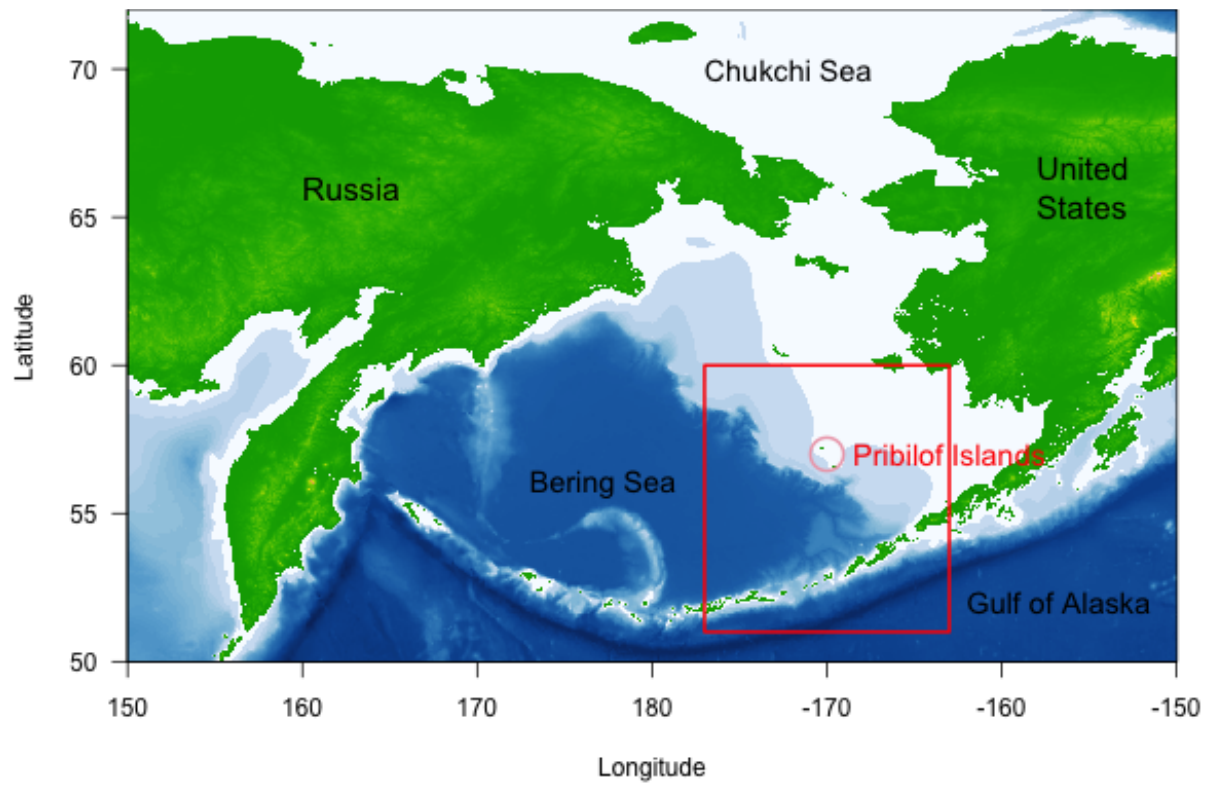 70
Chukchi Sea
United
States
Russia
65
Latitude
60
Pribilof Islands
Bering Sea
55
Gulf of Alaska
50
150
160
170
180
-170
-160
-150
Longitude